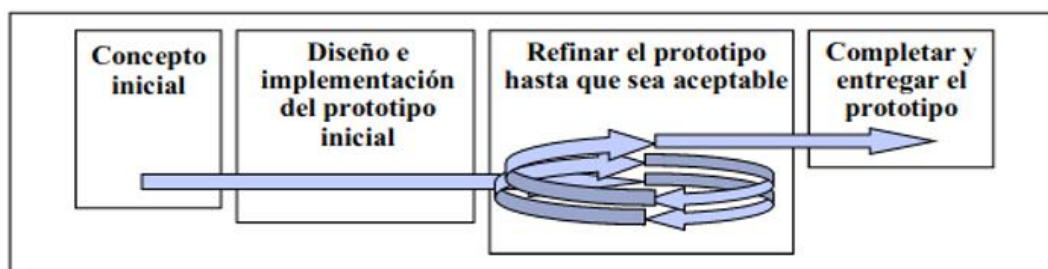 Concepto
inicial
Diseño e
implementación
del prototipo
inicial
Refinar el prototipo
hasta que sea aceptable
Completar y
entregar el
prototipo